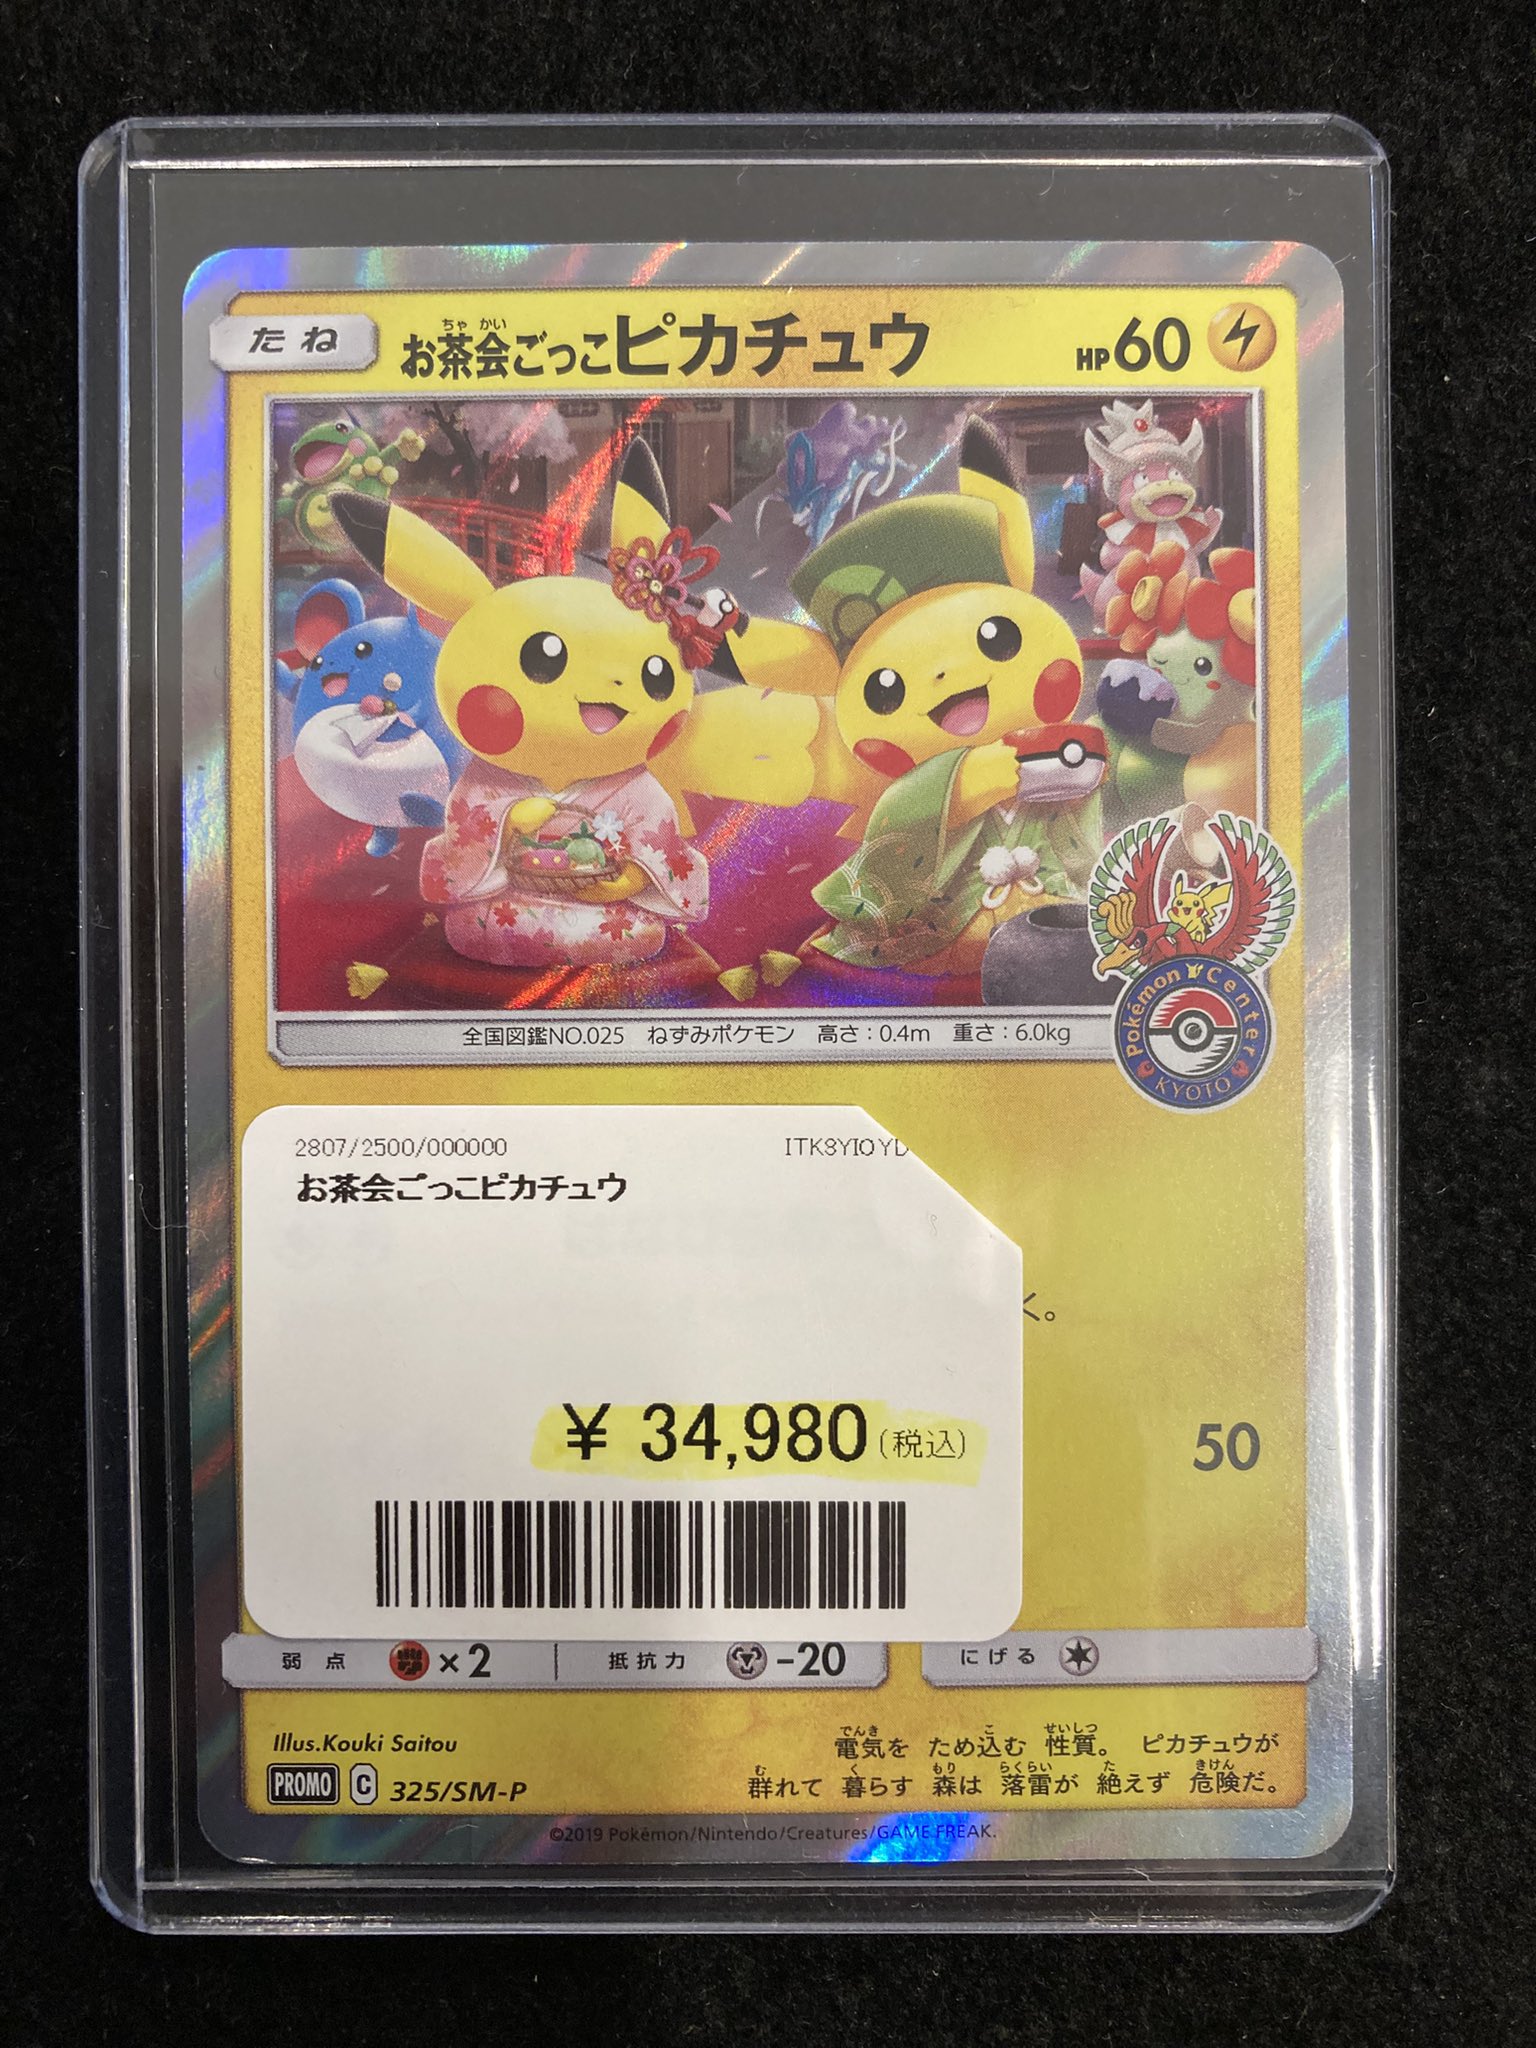 たね
お茶会ごっこピカチュウ
ちゃ かい
HP60
全国図鑑NO.025 ねずみポケモン 高さ:0.4m 重さ:6.0kg
Pokémon Center
KYOTO
2807/2500/000000
お茶会ごっこピカチュウ
く。
¥ 34,980(税込)
50
弱点 ×2 抵抗力 -20 にげる
Illus.Kouki Saitou
PROMO C 325/SM-P
でんき こ せいしつ
電気を ため込む 性質。 ピカチュウが
む く もり らくらい た きけん
群れて 暮らす 森は 落雷が 絶えず 危険だ。
©2019 Pokémon/Nintendo/Creatures/GAME FREAK.